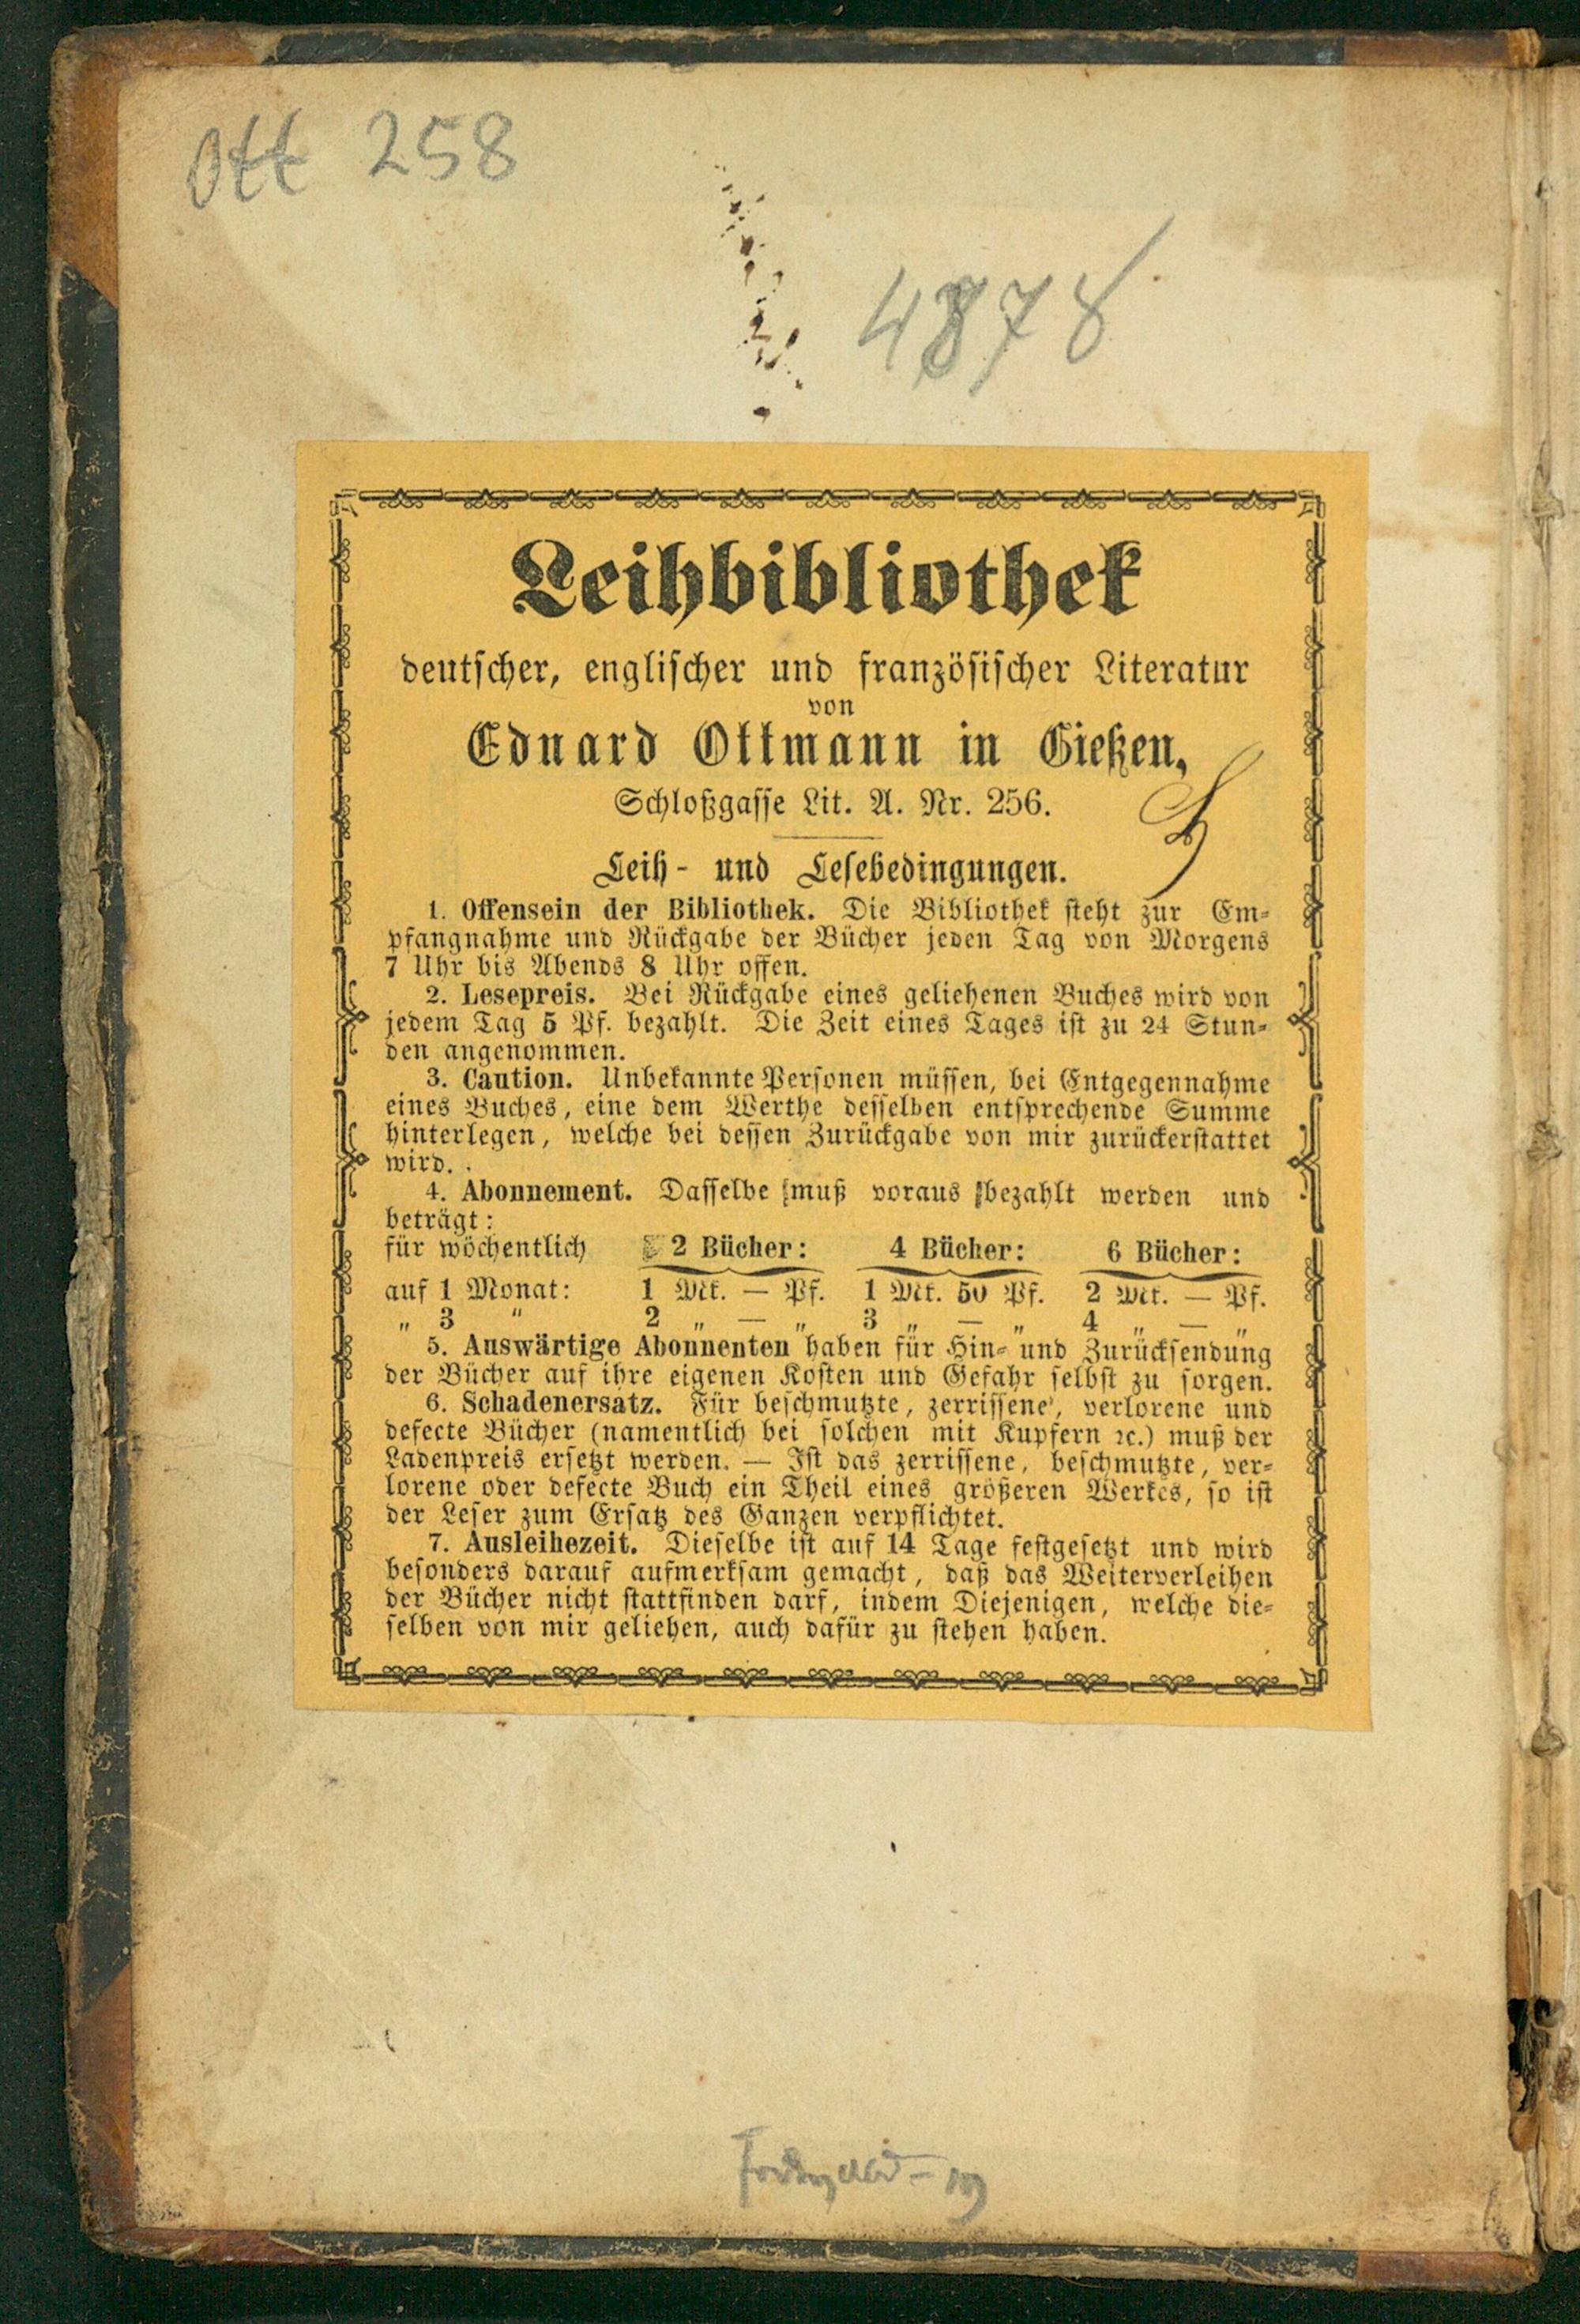 Ott 258
4878
Leihbibliothek
deutscher, englischer und französischer Literatur
von
Eduard Ottmann in Gießen,
Schloßgasse Lit. A. Nr. 256.
Leih- und Lesebedingungen.
1. Offensein der Bibliothek. Die Bibliothek steht zur Em-
pfangnahme und Rückgabe der Bücher jeden Tag von Morgens
7 Uhr bis Abends 8 Uhr offen.
2. Lesepreis. Bei Rückgabe eines geliehenen Buches wird von
jedem Tag 5 Pf. bezahlt. Die Zeit eines Tages ist zu 24 Stun-
den angenommen.
3. Caution. Unbekannte Personen müssen, bei Entgegennahme
eines Buches, eine dem Werthe desselben entsprechende Summe
hinterlegen, welche bei dessen Zurückgabe von mir zurückerstattet
wird.
4. Abonnement. Dasselbe muß voraus bezahlt werden und
beträgt:
für wöchentlich 2 Bücher: 4 Bücher: 6 Bücher:
auf 1 Monat: 1 Mk. — Pf. 1 Mk. 50 Pf. 2 Mk. — Pf.
„ 3 „ 2 „ — „ 3 „ — „ 4 „ — „
5. Auswärtige Abonnenten haben für Hin- und Zurücksendung
der Bücher auf ihre eigenen Kosten und Gefahr selbst zu sorgen.
6. Schadenersatz. Für beschmutzte, zerrissene, verlorene und
defecte Bücher (namentlich bei solchen mit Kupfern ꝛc.) muß der
Ladenpreis ersetzt werden. — Ist das zerrissene, beschmutzte, ver-
lorene oder defecte Buch ein Theil eines größeren Werkes, so ist
der Leser zum Ersatz des Ganzen verpflichtet.
7. Ausleihezeit. Dieselbe ist auf 14 Tage festgesetzt und wird
besonders darauf aufmerksam gemacht, daß das Weiterverleihen
der Bücher nicht stattfinden darf, indem Diejenigen, welche die-
selben von mir geliehen, auch dafür zu stehen haben.